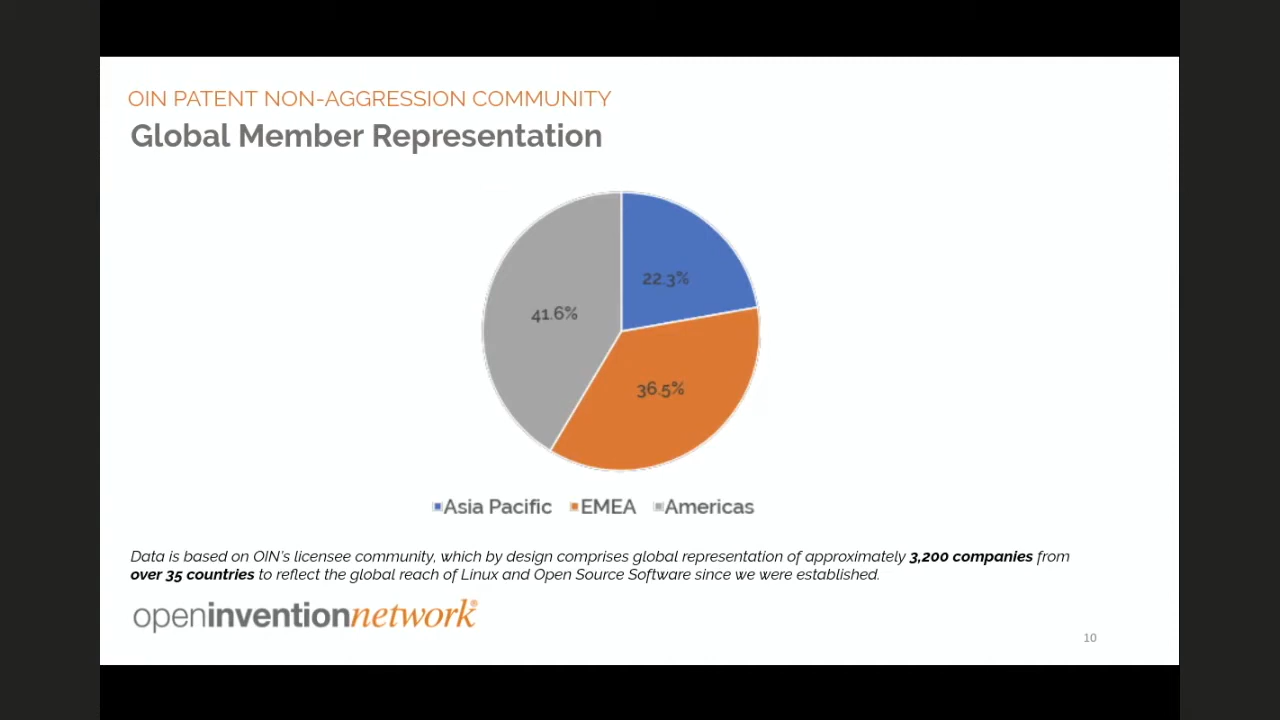 OIN PATENT NON-AGGRESSION COMMUNITY
Global Member Representation
22.3%
41.6%
36.5%
Asia Pacific EMEA Americas
Data is based on OIN's licensee community, which by design comprises global representation of approximately 3,200 companies from
over 35 countries to reflect the global reach of Linux and Open Source Software since we were established.
openinventionnetwork®
10